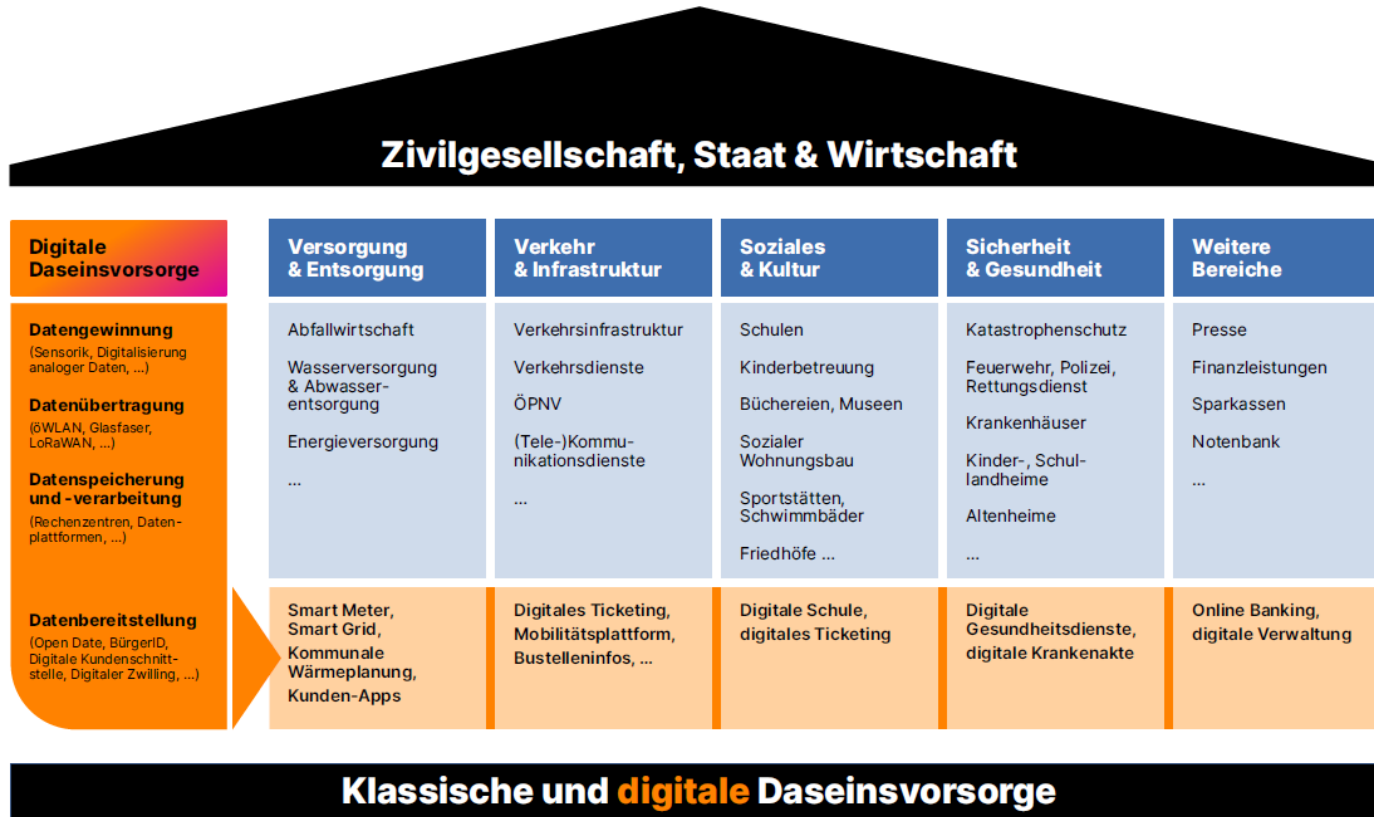 Zivilgesellschaft, Staat & Wirtschaft
Digitale
Daseinsvorsorge
Datengewinnung
(Sensorik, Digitalisierung
analoger Daten, ...)
Datenübertragung
(öWLAN, Glasfaser,
LoRaWAN, ...)
Datenspeicherung
und -verarbeitung
(Rechenzentren, Daten-
plattformen, ...)
Datenbereitstellung
(Open Date, BürgerID,
Digitale Kundenschnitt-
stelle, Digitaler Zwilling, ...)
Versorgung
& Entsorgung
Abfallwirtschaft
Wasserversorgung
& Abwasser-
entsorgung
Energieversorgung
...
Smart Meter,
Smart Grid,
Kommunale
Wärmeplanung,
Kunden-Apps
Verkehr
& Infrastruktur
Verkehrsinfrastruktur
Verkehrsdienste
ÖPNV
(Tele-)Kommu-
nikationsdienste
...
Digitales Ticketing,
Mobilitätsplattform,
Bustelleninfos, ...
Soziales
& Kultur
Schulen
Kinderbetreuung
Büchereien, Museen
Sozialer
Wohnungsbau
Sportstätten,
Schwimmbäder
Friedhöfe ...
Digitale Schule,
digitales Ticketing
Sicherheit
& Gesundheit
Katastrophenschutz
Feuerwehr, Polizei,
Rettungsdienst
Krankenhäuser
Kinder-, Schul-
landheime
Altenheime
...
Digitale
Gesundheitsdienste,
digitale Krankenakte
Weitere
Bereiche
Presse
Finanzleistungen
Sparkassen
Notenbank
...
Online Banking,
digitale Verwaltung
Klassische und digitale Daseinsvorsorge